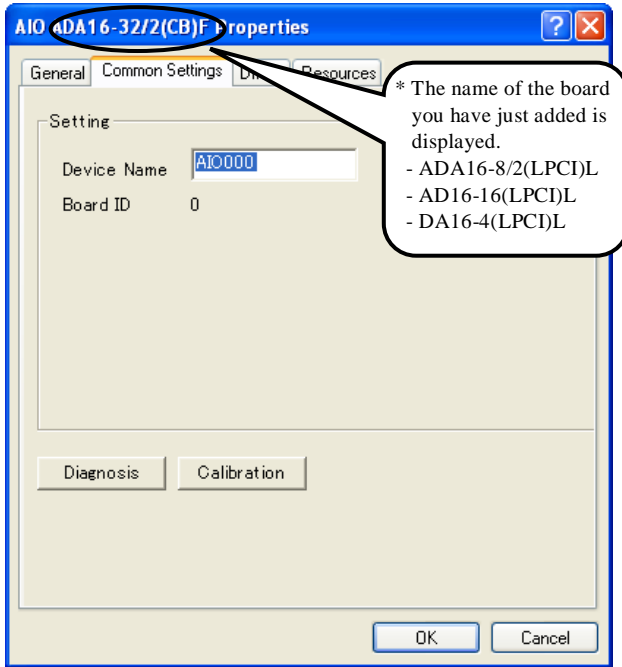 AIO ADA16-32/2(CB)F Properties
General Common Settings Resources
* The name of the board
you have just added is
displayed.
- ADA16-8/2(LPCI)L
- AD16-16(LPCI)L
- DA16-4(LPCI)L
Setting
Device Name AIO000
Board ID 0
Diagnosis Calibration
OK Cancel